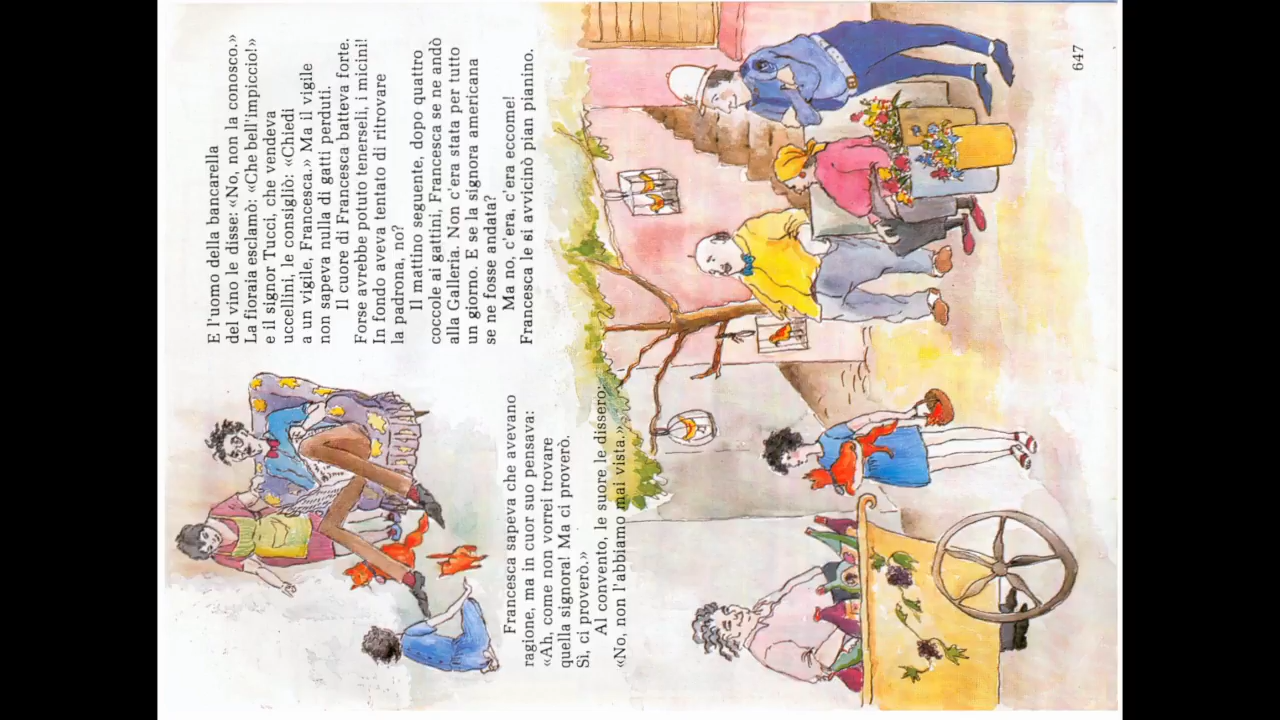 Francesca sapeva che avevano
ragione, ma in cuor suo pensava:
«Ah, come non vorrei trovare
quella signora! Ma ci proverò.
Sì, ci proverò.»
Al convento, le suore le dissero:
«No, non l'abbiamo mai vista.»
E l'uomo della bancarella
del vino le disse: «No, non la conosco.»
La fioraia esclamò: «Che bell'impiccio!»
e il signor Tucci, che vendeva
uccellini, le consigliò: «Chiedi
a un vigile, Francesca.» Ma il vigile
non sapeva nulla di gatti perduti.
Il cuore di Francesca batteva forte.
Forse avrebbe potuto tenerseli, i micini!
In fondo aveva tentato di ritrovare
la padrona, no?
Il mattino seguente, dopo quattro
coccole ai gattini, Francesca se ne andò
alla Galleria. Non c'era stata per tutto
un giorno. E se la signora americana
se ne fosse andata?
Ma no, c'era, c'era eccome!
Francesca le si avvicinò pian pianino.
647